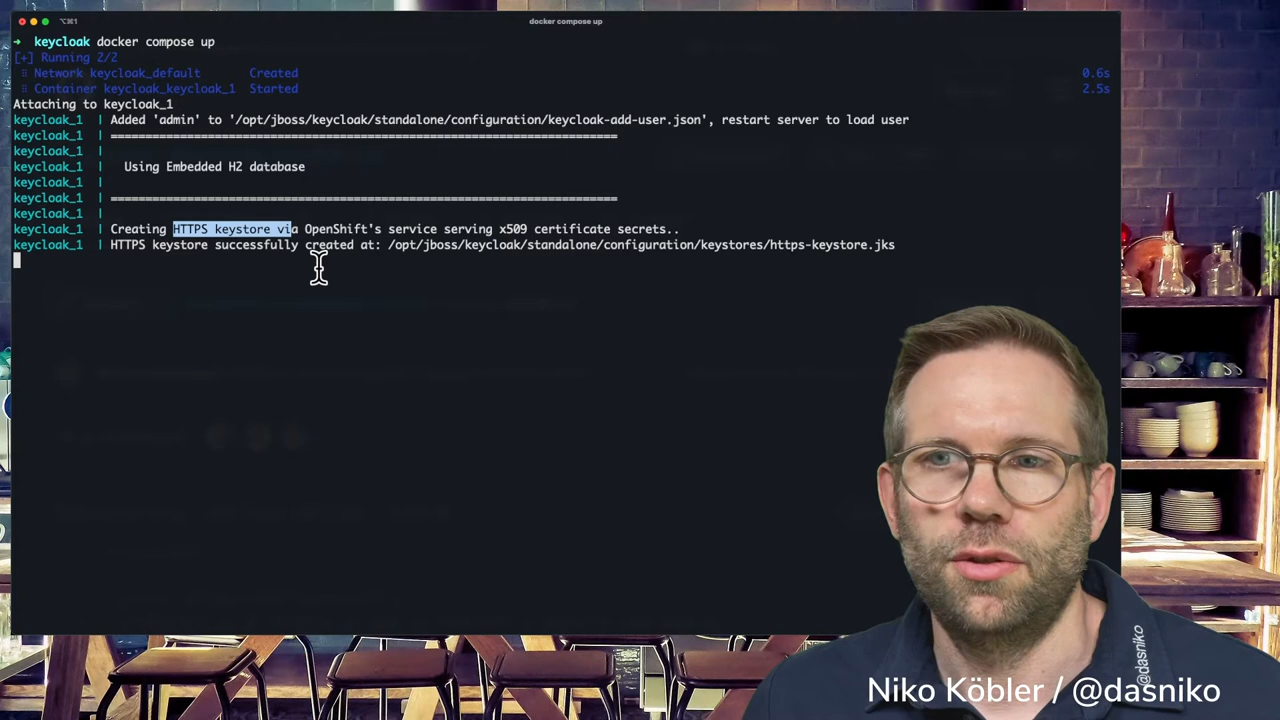 ⌥⌘1
docker compose up
→ keycloak docker compose up
[+] Running 2/2
⠿ Network keycloak_default Created 0.6s
⠿ Container keycloak_keycloak_1 Started 2.5s
Attaching to keycloak_1
keycloak_1 | Added 'admin' to '/opt/jboss/keycloak/standalone/configuration/keycloak-add-user.json', restart server to load user
keycloak_1 | =========================================================================
keycloak_1 |
keycloak_1 | Using Embedded H2 database
keycloak_1 |
keycloak_1 | =========================================================================
keycloak_1 |
keycloak_1 | Creating HTTPS keystore via OpenShift's service serving x509 certificate secrets..
keycloak_1 | HTTPS keystore successfully created at: /opt/jboss/keycloak/standalone/configuration/keystores/https-keystore.jks
@dasniko
Niko Köbler / @dasniko